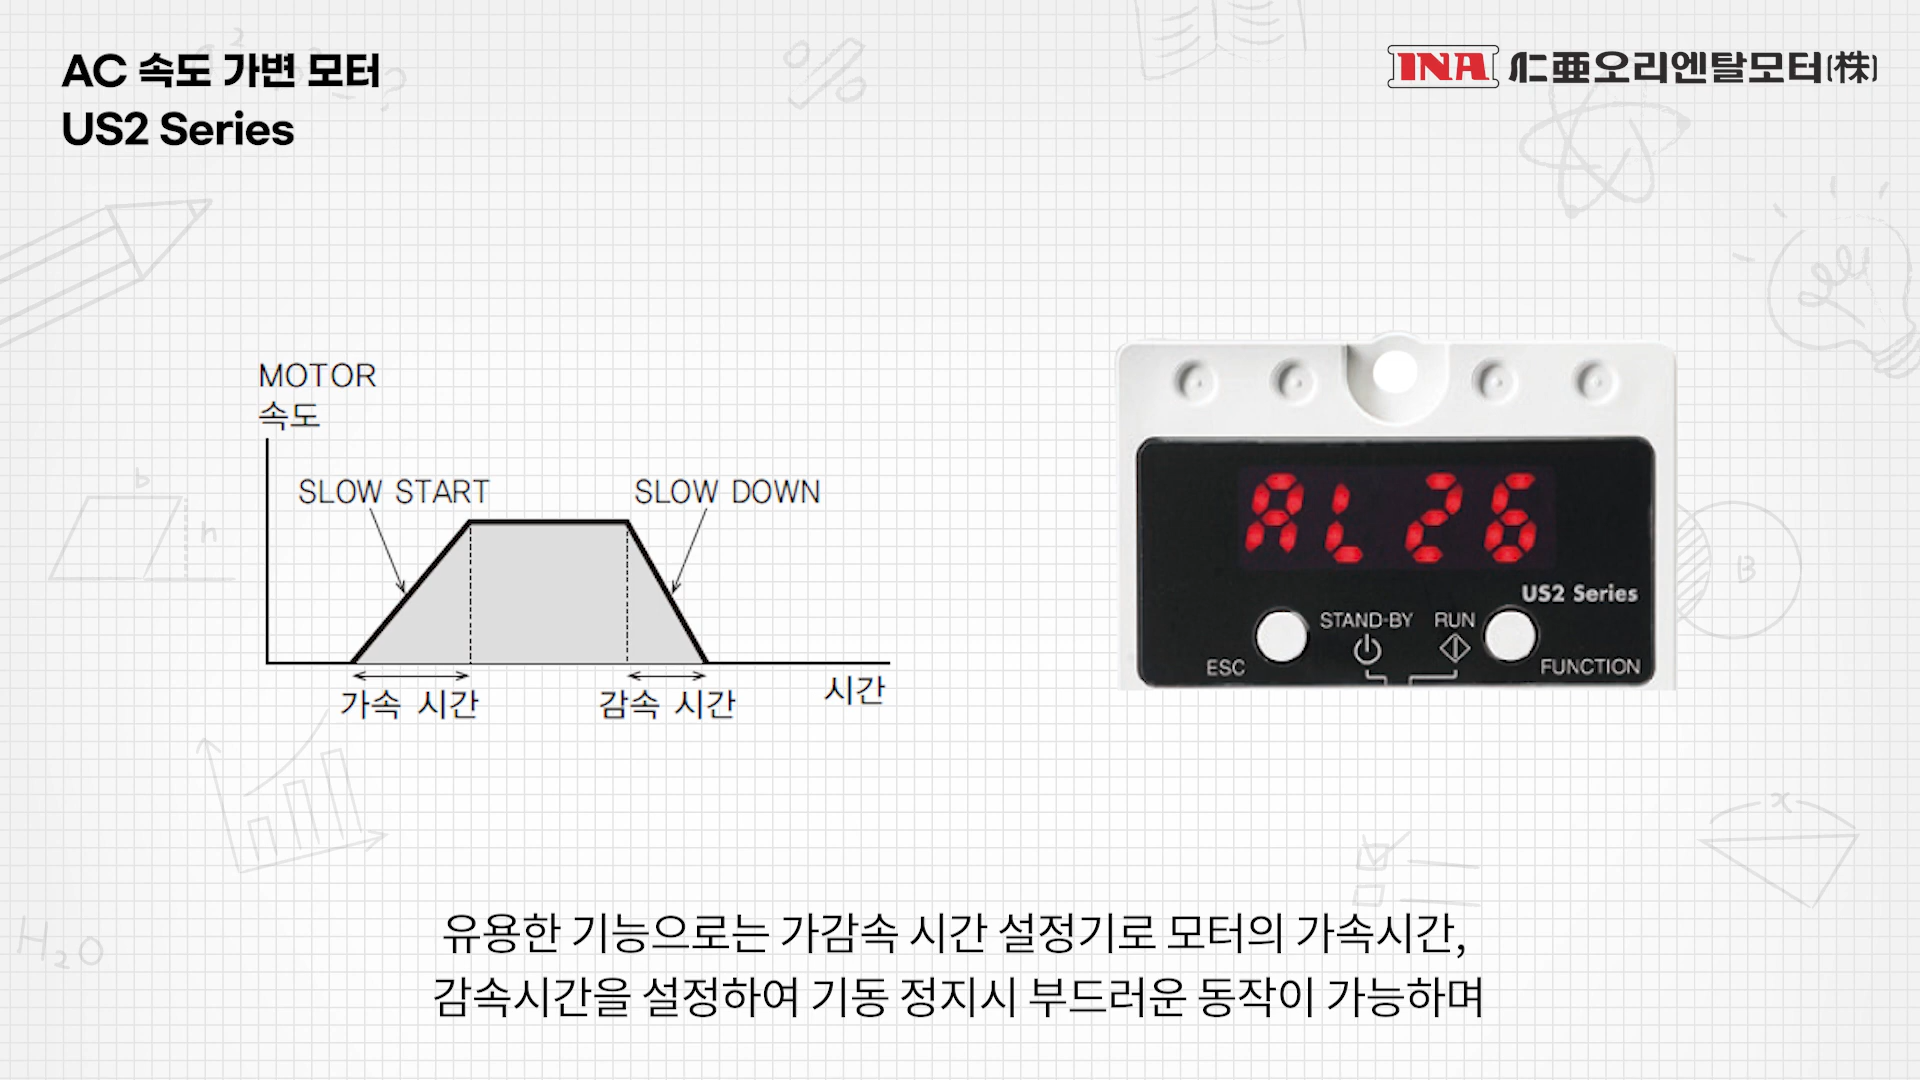 AC 속도 가변 모터
US2 Series
INA 仁亜오리엔탈모터(株)
MOTOR
속도
SLOW START
SLOW DOWN
가속 시간
감속 시간
시간
AL26
US2 Series
STAND-BY
RUN
ESC
FUNCTION
b
h
B
x
H2O
유용한 기능으로는 가감속 시간 설정기로 모터의 가속시간,
감속시간을 설정하여 기동 정지시 부드러운 동작이 가능하며